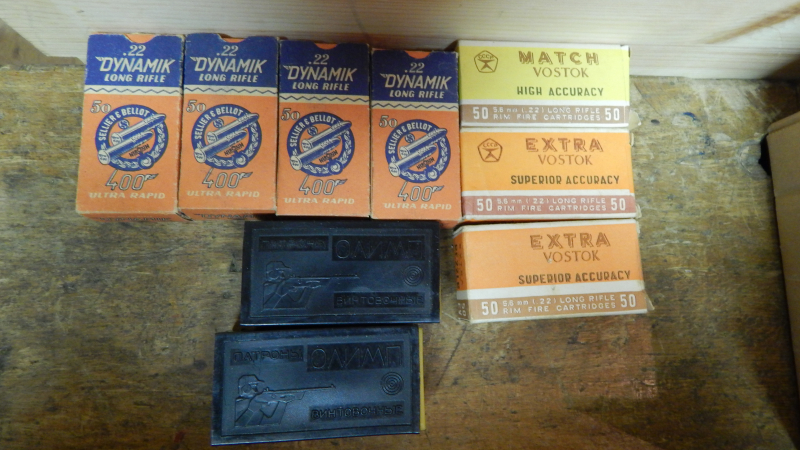 .22
DYNAMIK
LONG RIFLE
50
SELLIER & BELLOT
400
ULTRA RAPID
.22
DYNAMIK
LONG RIFLE
50
SELLIER & BELLOT
400
ULTRA RAPID
.22
DYNAMIK
LONG RIFLE
50
SELLIER & BELLOT
400
ULTRA RAPID
.22
DYNAMIK
LONG RIFLE
50
SELLIER & BELLOT
400
ULTRA RAPID
MATCH
VOSTOK
HIGH ACCURACY
50 5.6 mm (.22) LONG RIFLE 50
RIM FIRE CARTRIDGES
EXTRA
VOSTOK
SUPERIOR ACCURACY
50 5.6 mm (.22) LONG RIFLE 50
RIM FIRE CARTRIDGES
EXTRA
VOSTOK
SUPERIOR ACCURACY
50 5.6 mm (.22) LONG RIFLE 50
RIM FIRE CARTRIDGES
ПАТРОНЫ ОЛИМП
ВИНТОВОЧНЫЕ
ПАТРОНЫ ОЛИМП
ВИНТОВОЧНЫЕ